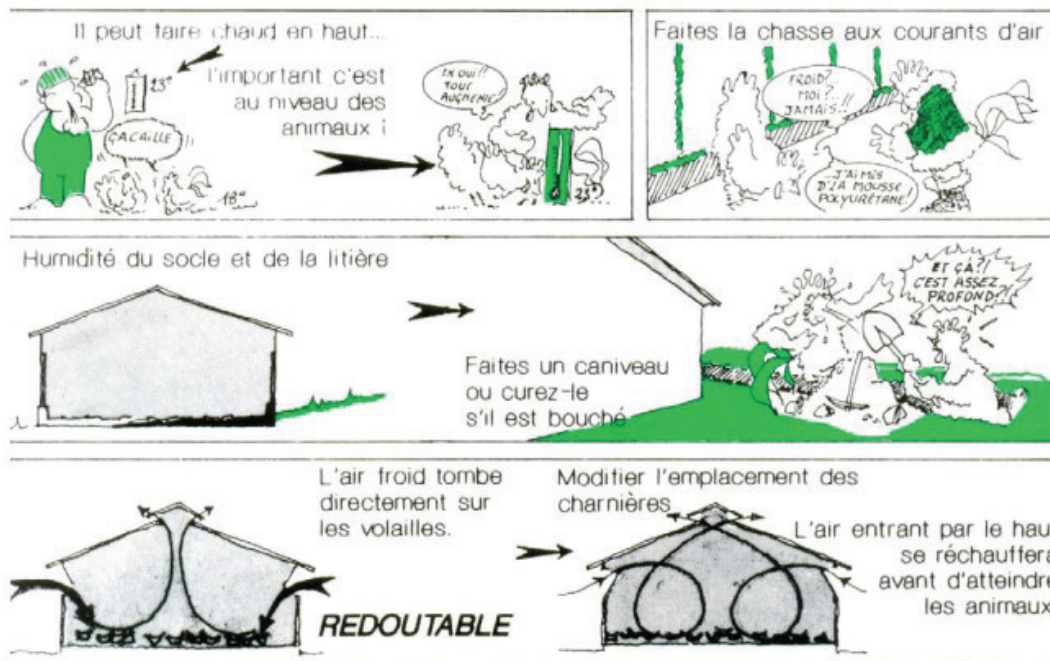 Il peut faire chaud en haut...
23°
l'important c'est
au niveau des
animaux !
ÇA CAILLE
!!
18°
EH OUI!!
TOUT
AUGMENTE!
23°
Faites la chasse aux courants d'air
FROID?
MOI?...
JAMAIS...!!
...J'AI MIS
D'LA MOUSSE
POLYURÉTANE!
Humidité du socle et de la litière
Faites un caniveau
ou curez-le
s'il est bouché
ET ÇÀ?!
C'EST ASSEZ
PROFOND?!
L'air froid tombe
directement sur
les volailles.
REDOUTABLE
Modifier l'emplacement des
charnières
L'air entrant par le hau
se réchauffera
avant d'atteindre
les animaux